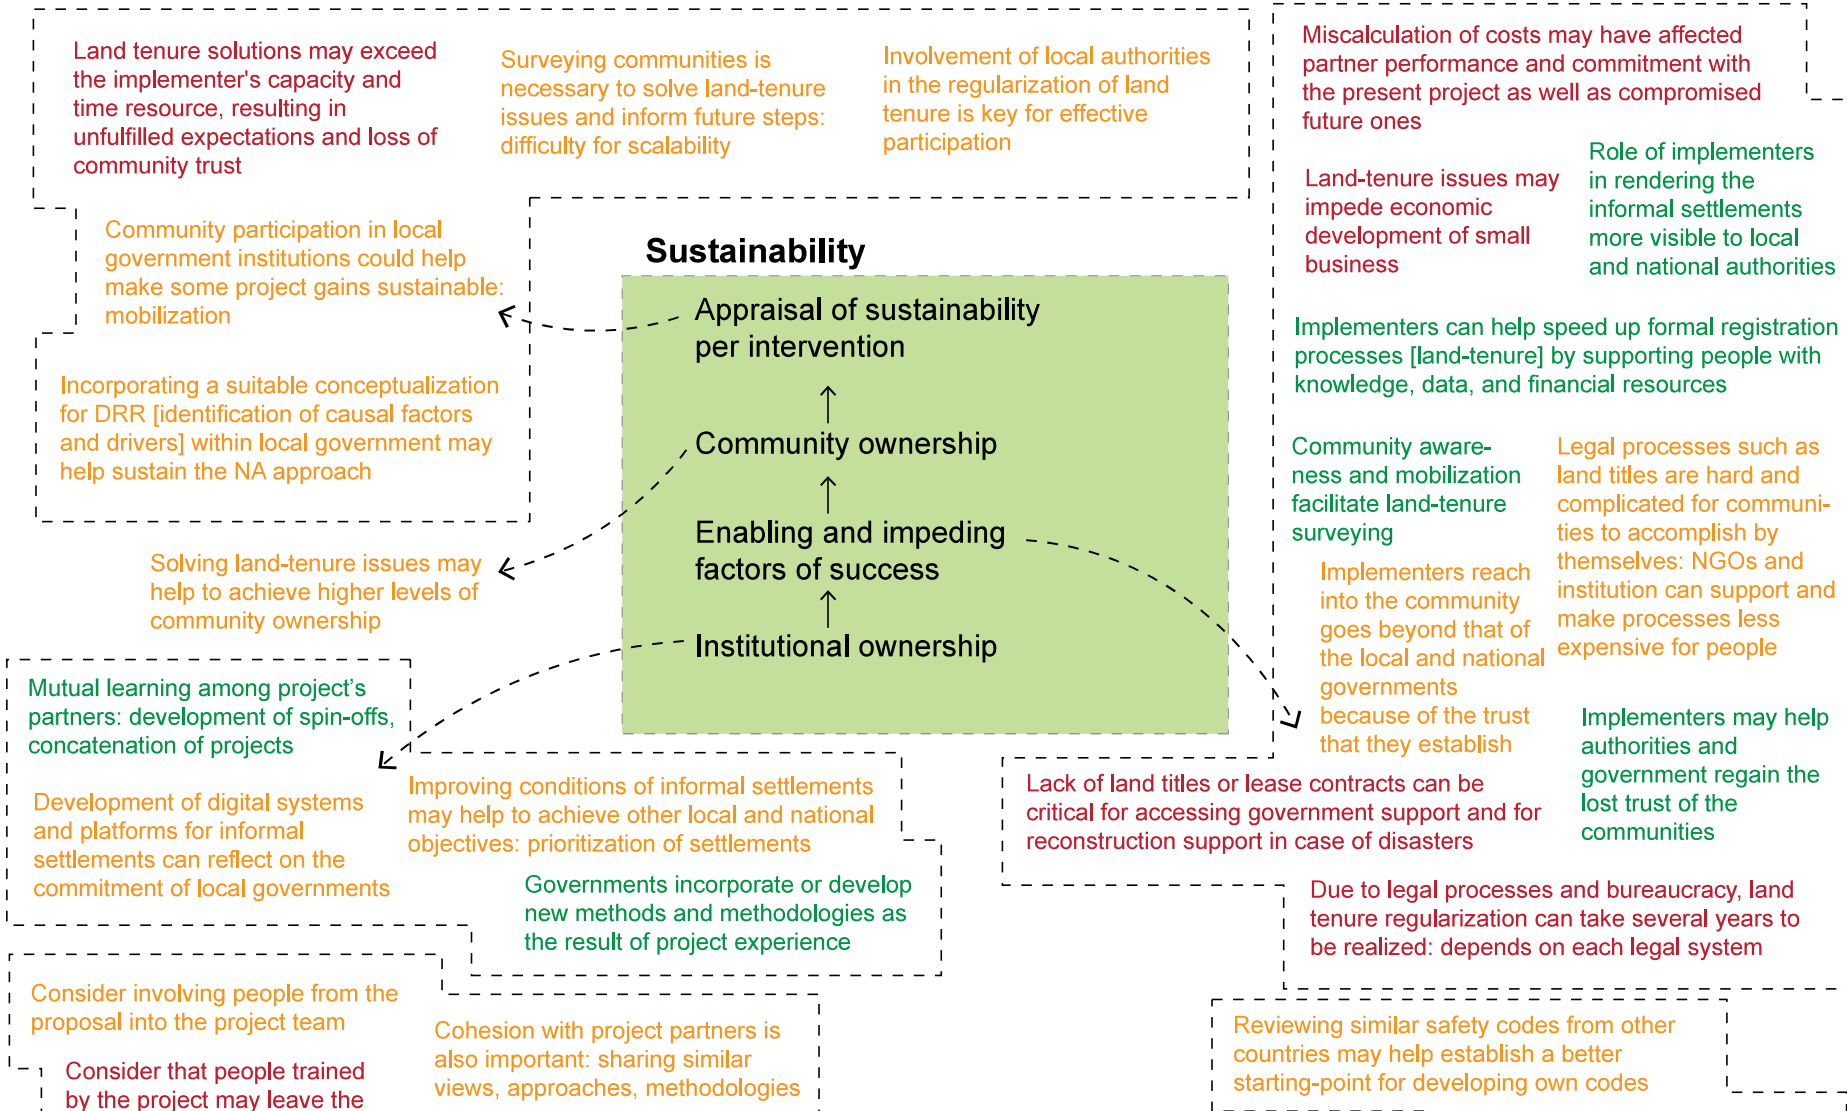 Land tenure solutions may exceed
the implementer's capacity and
time resource, resulting in
unfulfilled expectations and loss of
community trust
Surveying communities is
necessary to solve land-tenure
issues and inform future steps:
difficulty for scalability
Involvement of local authorities
in the regularization of land
tenure is key for effective
participation
Community participation in local
government institutions could help
make some project gains sustainable:
mobilization
Incorporating a suitable conceptualization
for DRR [identification of causal factors
and drivers] within local government may
help sustain the NA approach
Solving land-tenure issues may
help to achieve higher levels of
community ownership
Sustainability
Appraisal of sustainability
per intervention
Community ownership
Enabling and impeding
factors of success
Institutional ownership
Miscalculation of costs may have affected
partner performance and commitment with
the present project as well as compromised
future ones
Land-tenure issues may
impede economic
development of small
business
Role of implementers
in rendering the
informal settlements
more visible to local
and national authorities
Implementers can help speed up formal registration
processes [land-tenure] by supporting people with
knowledge, data, and financial resources
Community aware-
ness and mobilization
facilitate land-tenure
surveying
Legal processes such as
land titles are hard and
complicated for communi-
ties to accomplish by
themselves: NGOs and
institution can support and
make processes less
expensive for people
Implementers reach
into the community
goes beyond that of
the local and national
governments
because of the trust
that they establish
Implementers may help
authorities and
government regain the
lost trust of the
communities
Lack of land titles or lease contracts can be
critical for accessing government support and for
reconstruction support in case of disasters
Due to legal processes and bureaucracy, land
tenure regularization can take several years to
be realized: depends on each legal system
Mutual learning among project's
partners: development of spin-offs,
concatenation of projects
Development of digital systems
and platforms for informal
settlements can reflect on the
commitment of local governments
Improving conditions of informal settlements
may help to achieve other local and national
objectives: prioritization of settlements
Governments incorporate or develop
new methods and methodologies as
the result of project experience
Consider involving people from the
proposal into the project team
Consider that people trained
by the project may leave the
Cohesion with project partners is
also important: sharing similar
views, approaches, methodologies
Reviewing similar safety codes from other
countries may help establish a better
starting-point for developing own codes